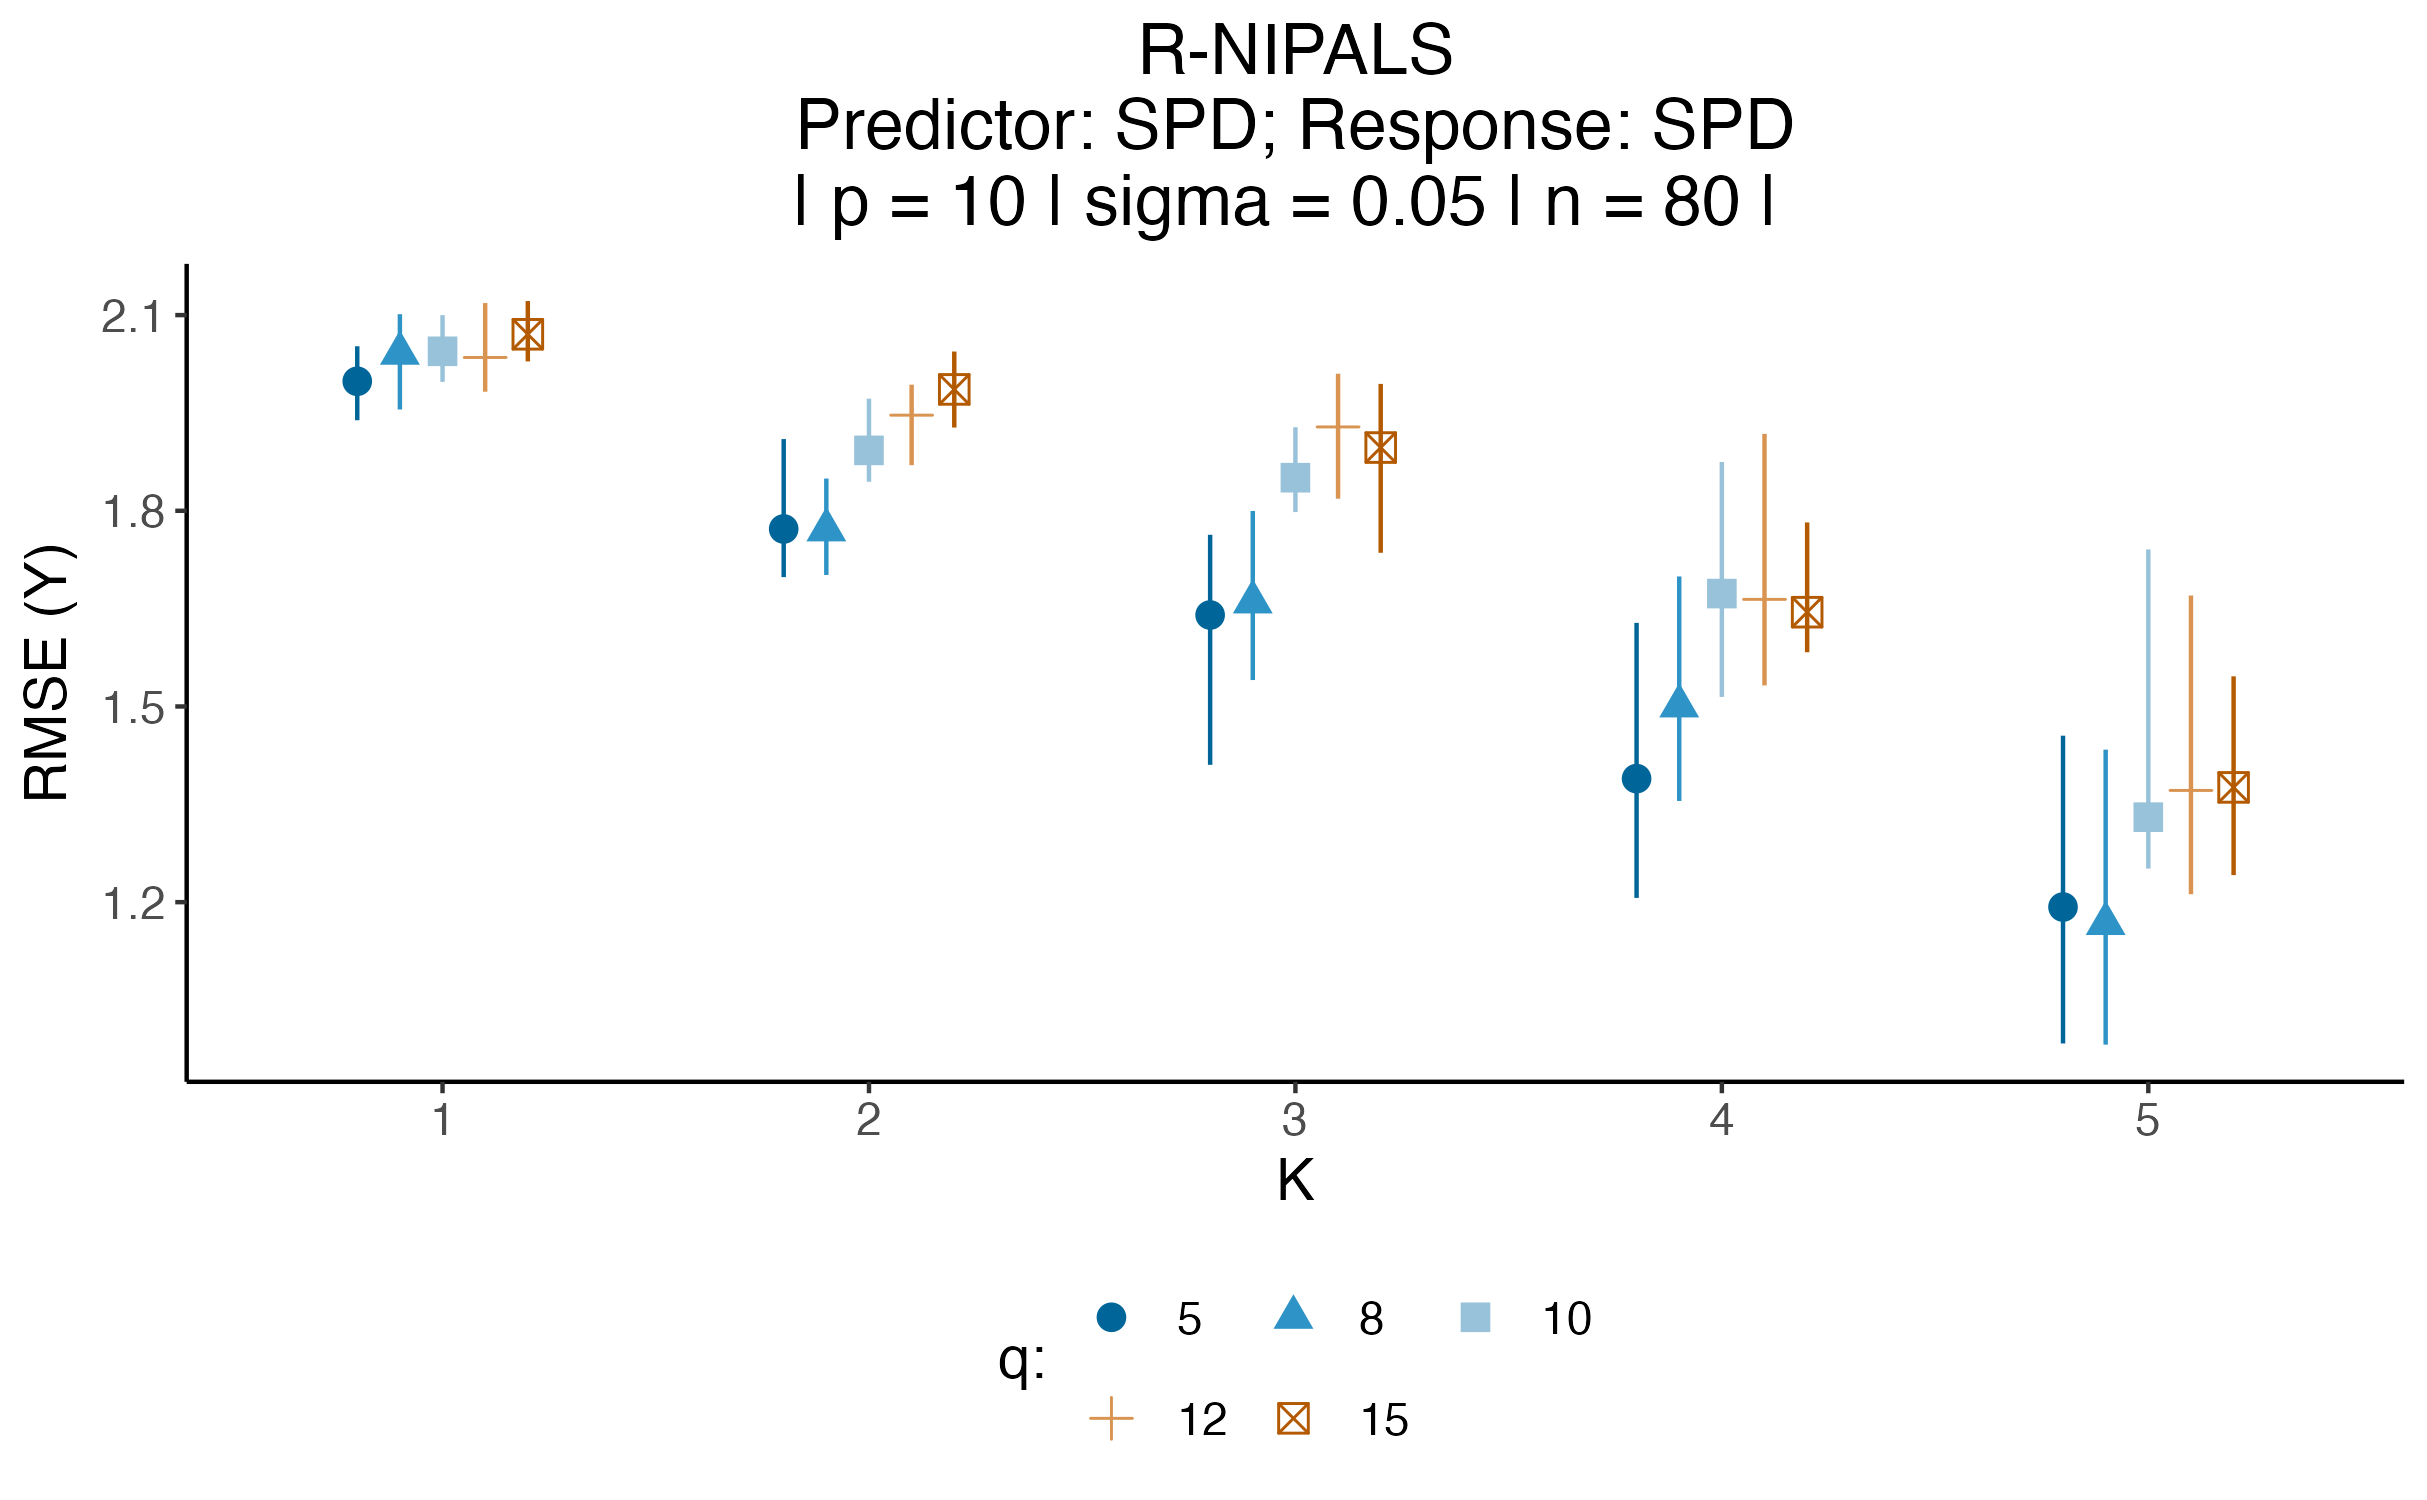 R-NIPALS
Predictor: SPD; Response: SPD
| p = 10 | sigma = 0.05 | n = 80 |
RMSE (Y)
2.1
1.8
1.5
1.2
1 2 3 4 5
K
q:
5 8 10
12 15